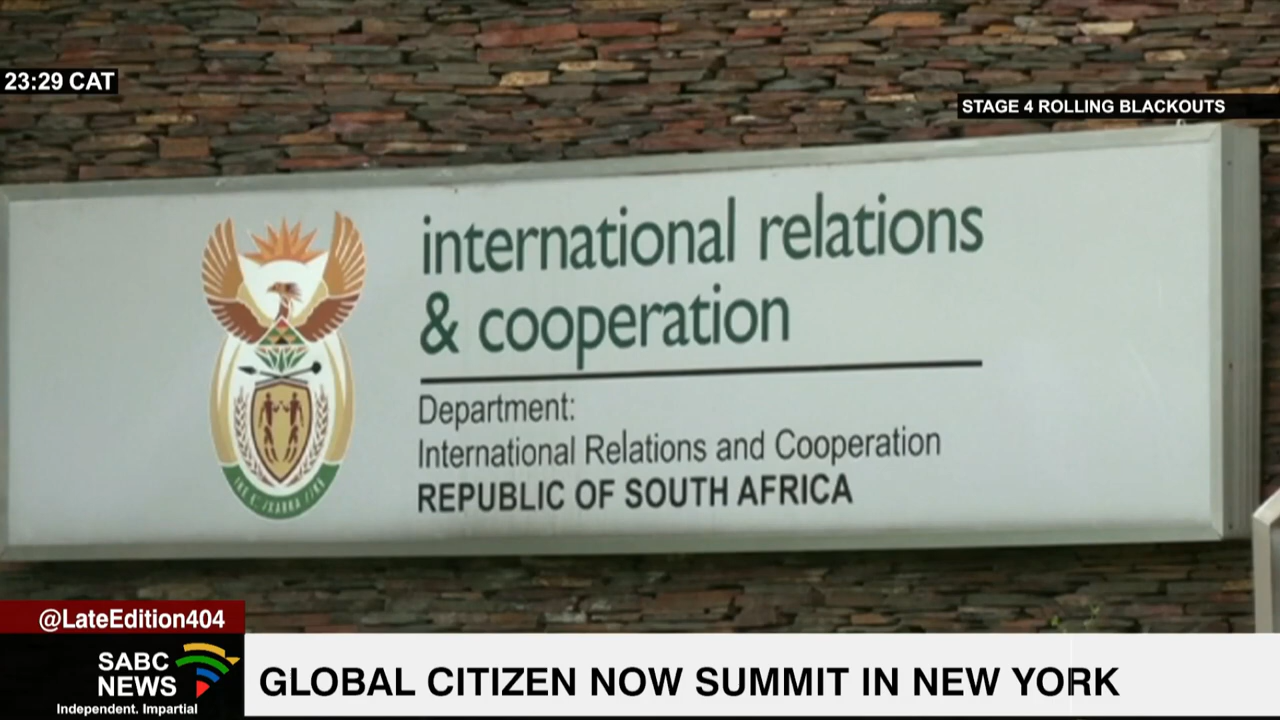 23:29 CAT
STAGE 4 ROLLING BLACKOUTS
international relations
& cooperation
Department:
International Relations and Cooperation
REPUBLIC OF SOUTH AFRICA
@LateEdition404
SABC
NEWS
Independent. Impartial
GLOBAL CITIZEN NOW SUMMIT IN NEW YORK